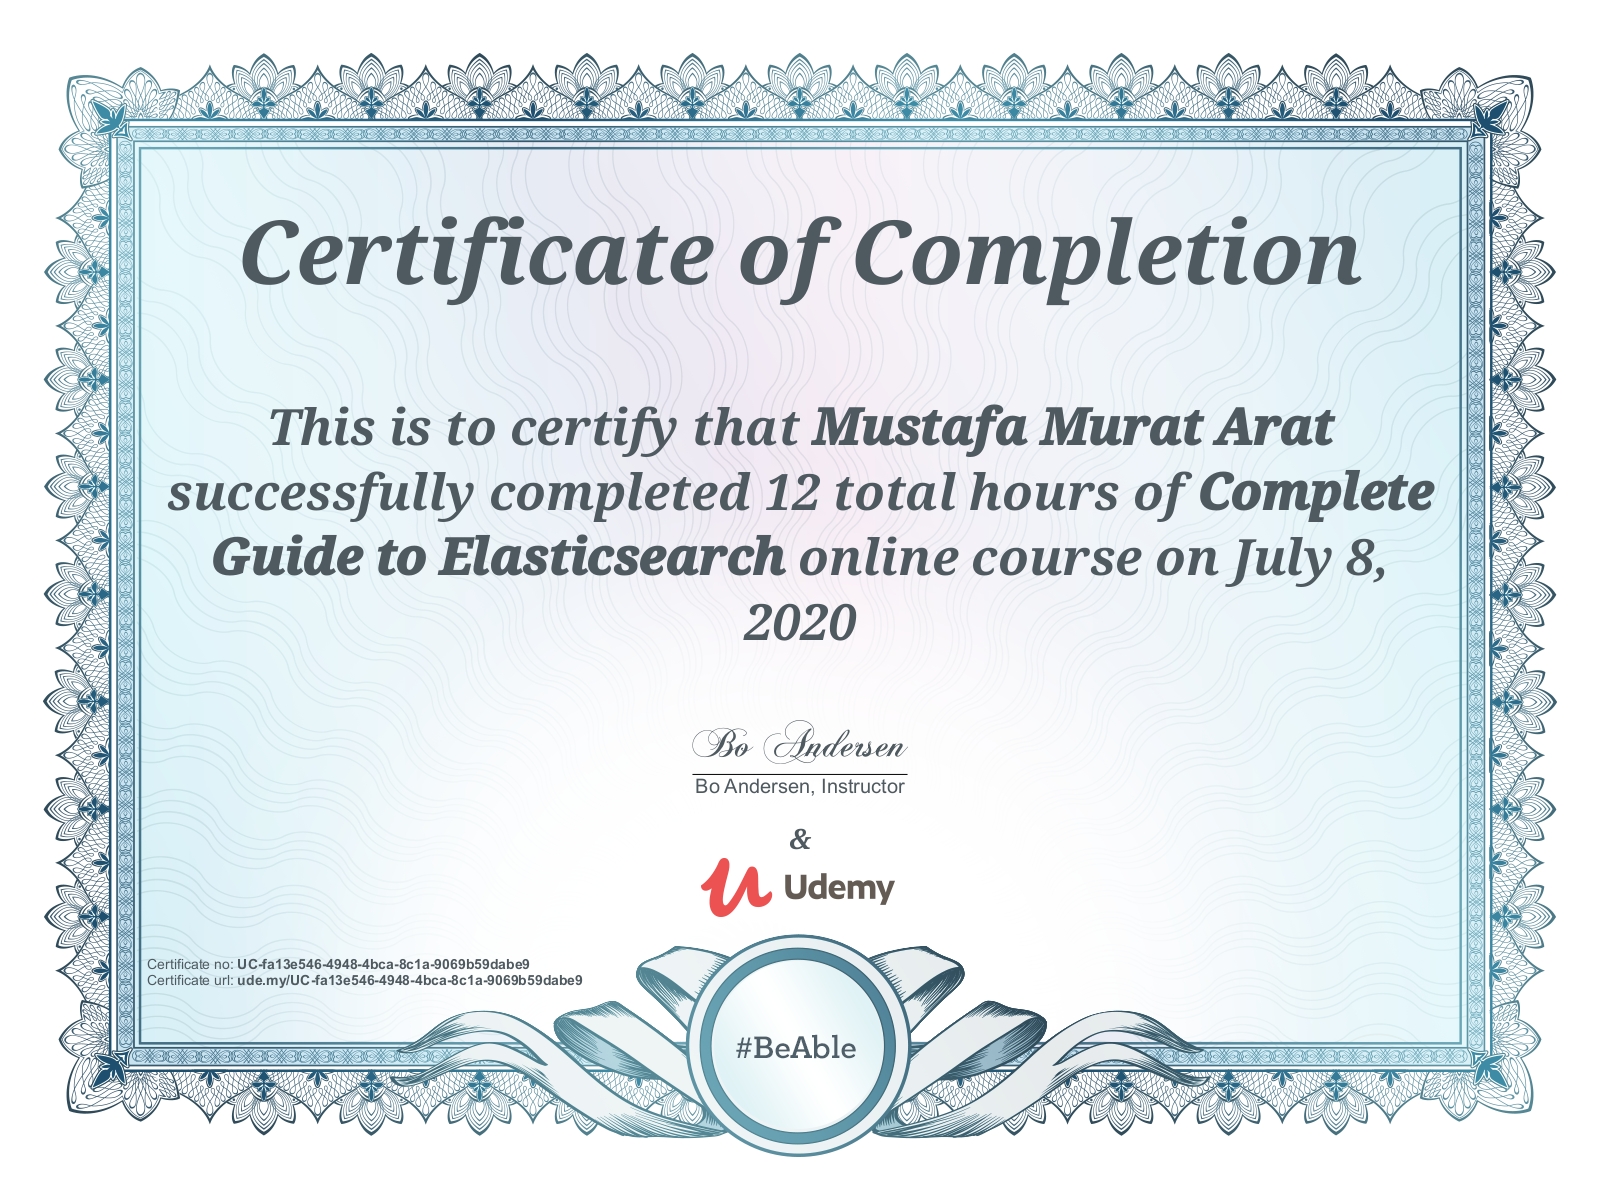 Certificate of Completion
This is to certify that Mustafa Murat Arat
successfully completed 12 total hours of Complete
Guide to Elasticsearch online course on July 8,
2020
Bo Andersen
Bo Andersen, Instructor
&
Udemy
Certificate no: UC-fa13e546-4948-4bca-8c1a-9069b59dabe9
Certificate url: ude.my/UC-fa13e546-4948-4bca-8c1a-9069b59dabe9
#BeAble